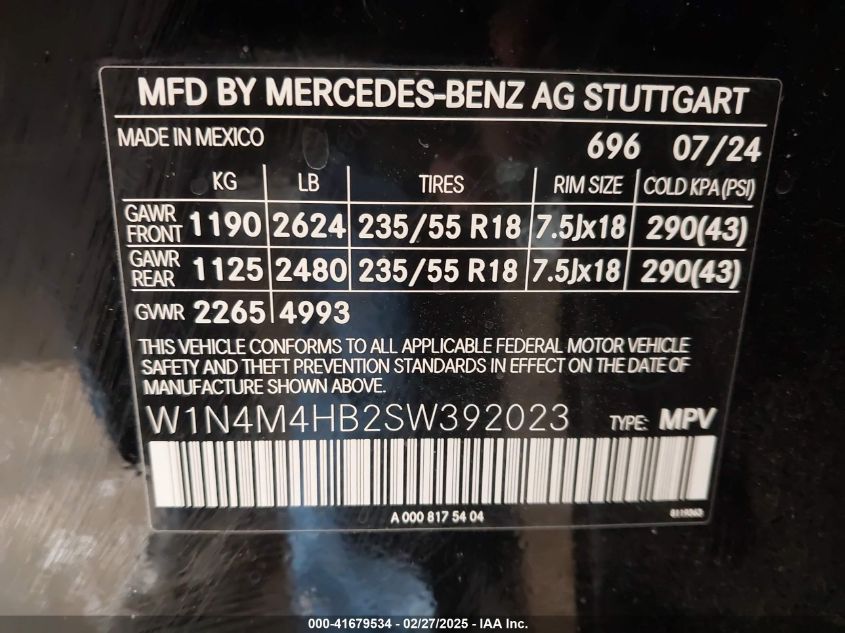 MFD BY MERCEDES-BENZ AG STUTTGART
MADE IN MEXICO 696 07/24
KG LB TIRES RIM SIZE COLD KPA (PSI)
GAWR FRONT 1190 2624 235/55 R18 7.5Jx18 290(43)
GAWR REAR 1125 2480 235/55 R18 7.5Jx18 290(43)
GVWR 2265 4993
THIS VEHICLE CONFORMS TO ALL APPLICABLE FEDERAL MOTOR VEHICLE
SAFETY AND THEFT PREVENTION STANDARDS IN EFFECT ON THE DATE OF
MANUFACTURE SHOWN ABOVE.
W1N4M4HB2SW392023 TYPE: MPV
A 000 817 54 04
000-41679534 - 02/27/2025 - IAA Inc.